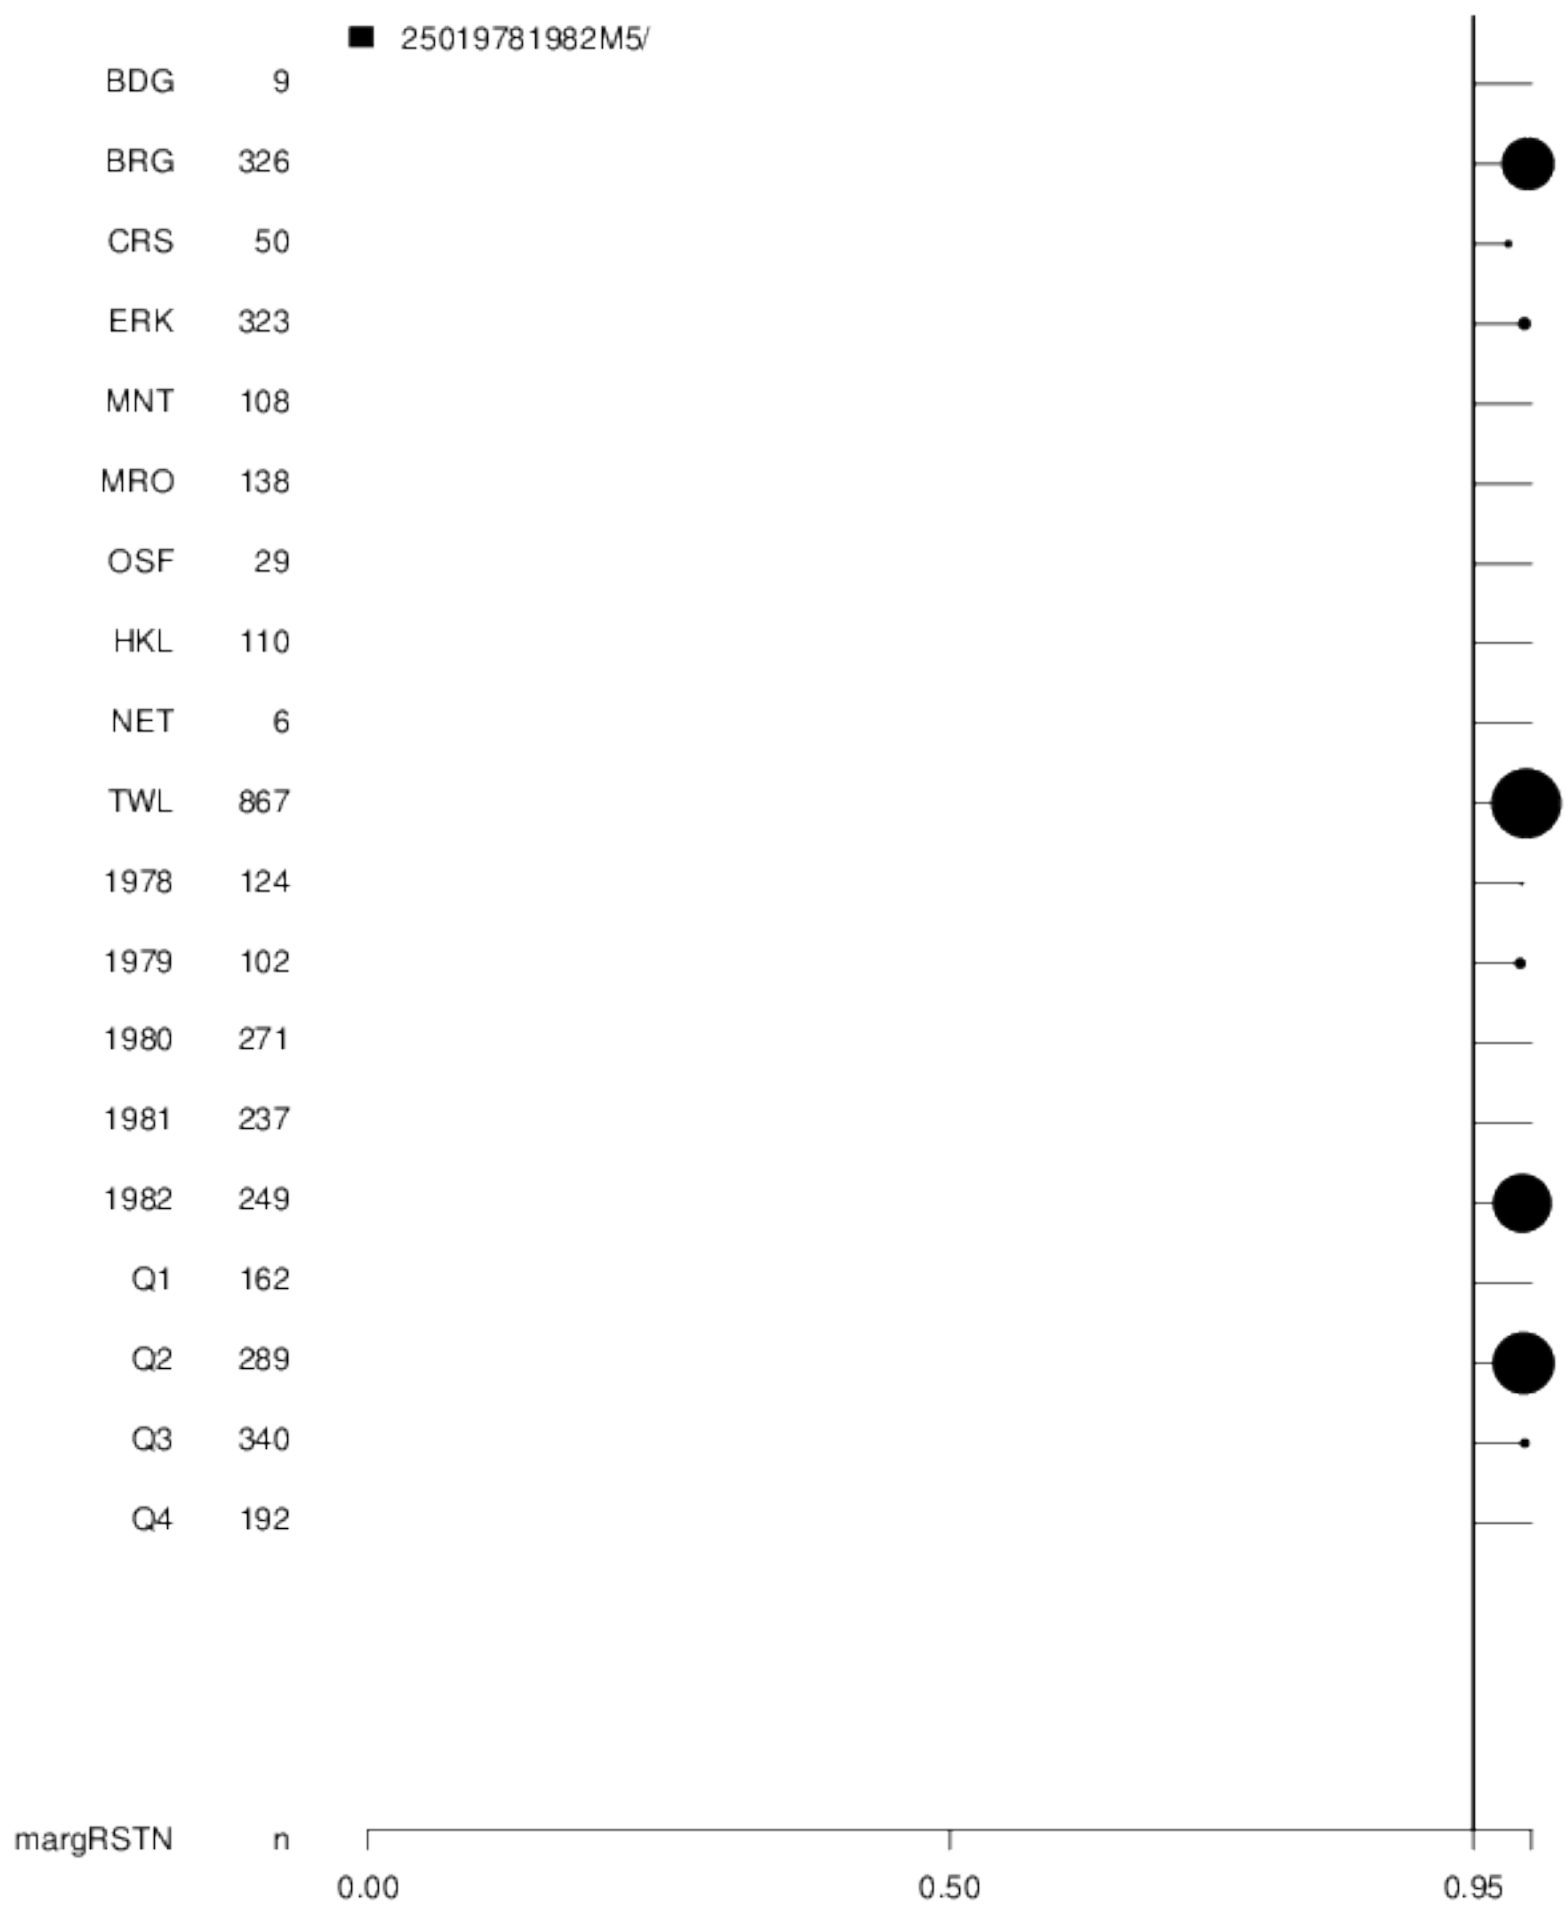 25019781982M5/
BDG 9
BRG 326
CRS 50
ERK 323
MNT 108
MRO 138
OSF 29
HKL 110
NET 6
TWL 867
1978 124
1979 102
1980 271
1981 237
1982 249
Q1 162
Q2 289
Q3 340
Q4 192
margRSTN n
0.00 0.50 0.95